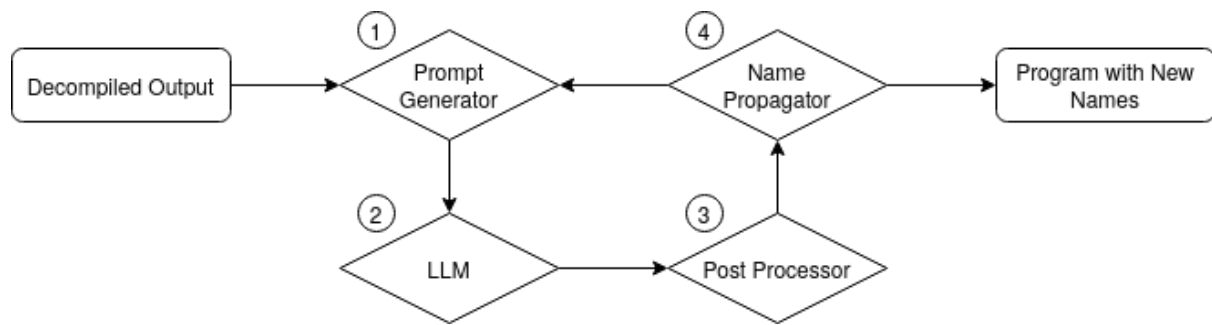 1
4
Decompiled Output
Prompt
Generator
Name
Propagator
Program with New
Names
2
3
LLM
Post Processor